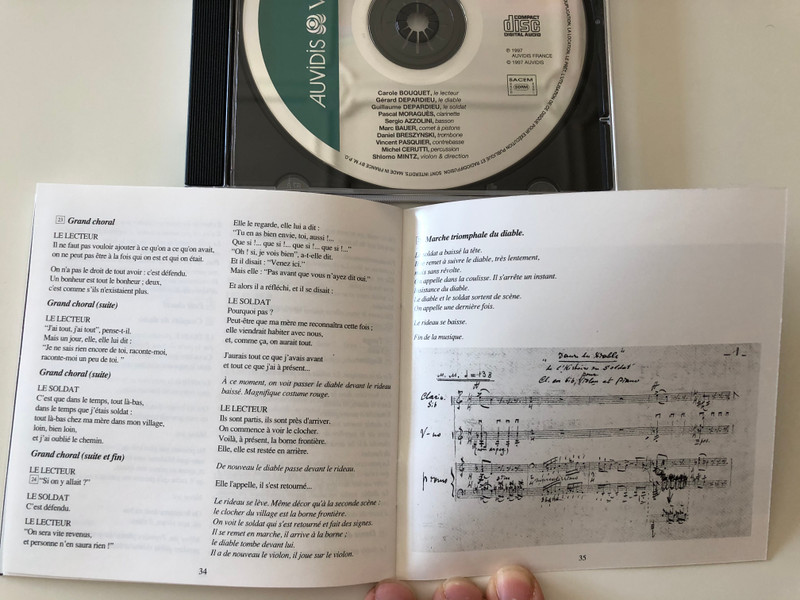 AUVIDIS V
COMPACT
disc
DIGITAL AUDIO
℗ 1997
AUVIDIS FRANCE
© 1997 AUVIDIS
SACEM
Carole BOUQUET, le lecteur
Gérard DEPARDIEU, le diable
Guillaume DEPARDIEU, le soldat
Pascal MORAGUÈS, clarinette
Sergio AZZOLINI, basson
Marc BAUER, cornet à pistons
Daniel BRESZYNSKI, trombone
Vincent PASQUIER, contrebasse
Michel CERUTTI, percussion
Shlomo MINTZ, violon & direction
23 Grand choral
LE LECTEUR
Il ne faut pas vouloir ajouter à ce qu'on a ce qu'on avait,
on ne peut pas être à la fois qui on est et qui on était.
On n'a pas le droit de tout avoir : c'est défendu.
Un bonheur est tout le bonheur ; deux,
c'est comme s'ils n'existaient plus.
Grand choral (suite)
LE LECTEUR
"J'ai tout, j'ai tout", pense-t-il.
Mais un jour, elle, elle lui dit :
"Je ne sais rien encore de toi, raconte-moi,
raconte-moi un peu de toi. "
Grand choral (suite)
LE SOLDAT
C'est que dans le temps, tout là-bas,
dans le temps que j'étais soldat :
tout là-bas chez ma mère dans mon village,
loin, bien loin,
et j'ai oublié le chemin.
Grand choral (suite et fin)
LE LECTEUR
24 "Si on y allait ?"
LE SOLDAT
C'est défendu.
LE LECTEUR
"On sera vite revenus,
et personne n'en saura rien !"
Elle le regarde, elle lui a dit :
"Tu en as bien envie, toi, aussi !...
Que si !... que si !... que si !... que si !..."
"Oh ! si, je vois bien", a-t-elle dit.
Et il disait : "Venez ici."
Mais elle : "Pas avant que vous n'ayez dit oui."
Et alors il a réfléchi, et il se disait :
LE SOLDAT
Pourquoi pas ?
Peut-être que ma mère me reconnaîtra cette fois ;
elle viendrait habiter avec nous,
et, comme ça, on aurait tout.
J'aurais tout ce que j'avais avant
et tout ce que j'ai à présent...
À ce moment, on voit passer le diable devant le rideau
baissé. Magnifique costume rouge.
LE LECTEUR
Ils sont partis, ils sont près d'arriver.
On commence à voir le clocher.
Voilà, à présent, la borne frontière.
Elle, elle est restée en arrière.
De nouveau le diable passe devant le rideau.
Elle l'appelle, il s'est retourné...
Le rideau se lève. Même décor qu'à la seconde scène :
le clocher du village est la borne frontière.
On voit le soldat qui s'est retourné et fait des signes.
Il se remet en marche, il arrive à la borne ;
le diable tombe devant lui.
Il a de nouveau le violon, il joue sur le violon.
34
Marche triomphale du diable.
soldat a baissé la tête.
se remet à suivre le diable, très lentement,
sans révolte.
appelle dans la coulisse. Il s'arrête un instant.
du diable.
diable et le soldat sortent de scène.
appelle une dernière fois.
rideau se baisse.
Fin de la musique.
M.M. = 138
35